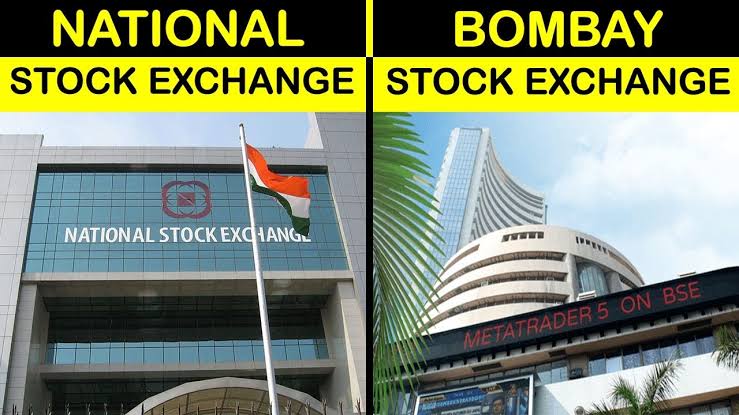 NATIONAL
STOCK EXCHANGE
NATIONAL STOCK EXCHANGE
BOMBAY
STOCK EXCHANGE
METATRADER 5 ON BSE